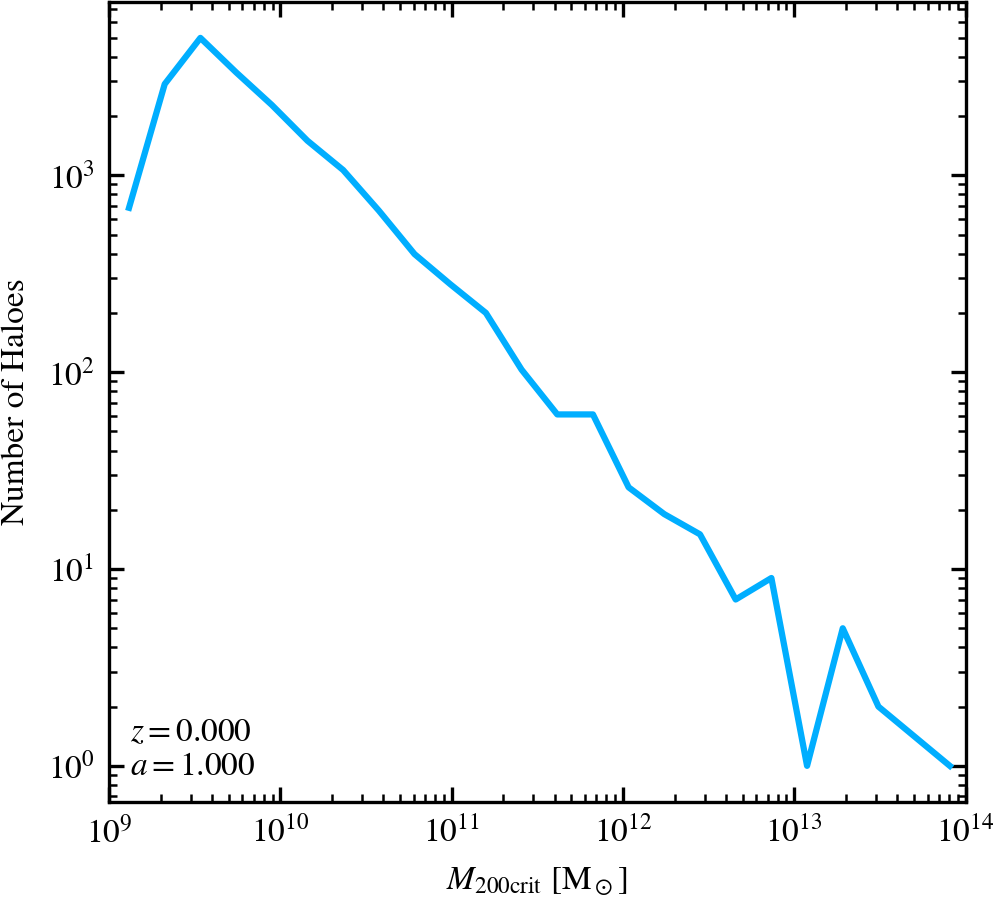 Number of Haloes
10³
10²
10¹
10⁰
z = 0.000
a = 1.000
10⁹ 10¹⁰ 10¹¹ 10¹² 10¹³ 10¹⁴
M₂₀₀crit [M⊙]